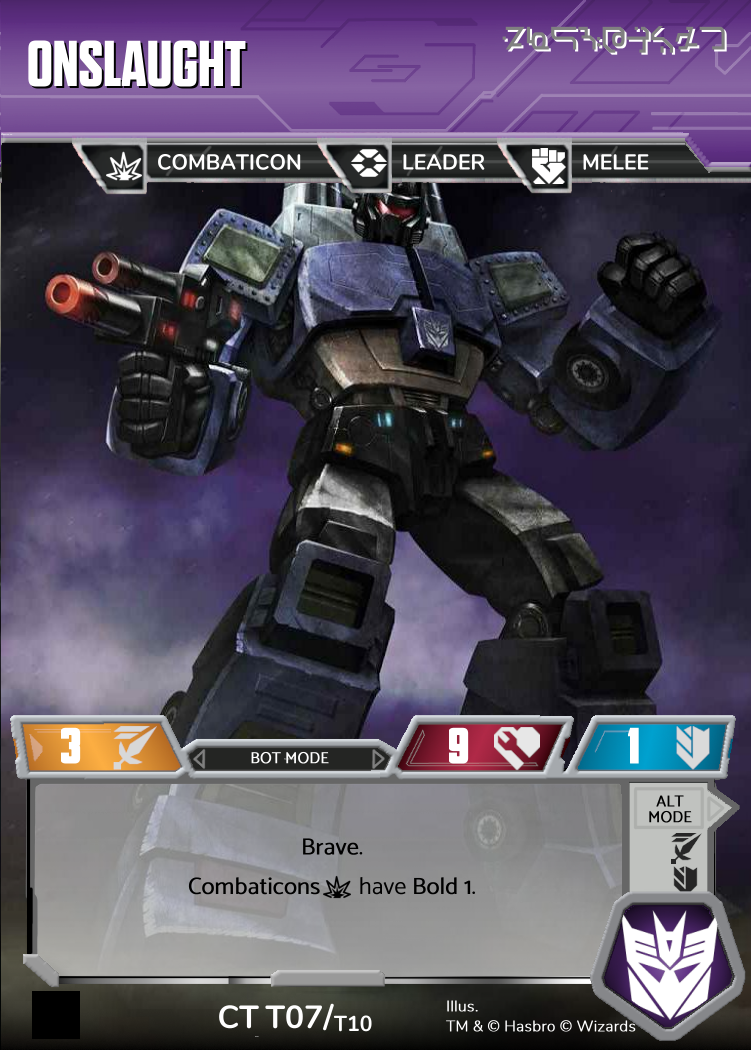 ONSLAUGHT
COMBATICON LEADER MELEE
3 BOT MODE 9 1
ALT
MODE
Brave.
Combaticons have Bold 1.
CT T07/T10
Illus.
TM & © Hasbro © Wizards